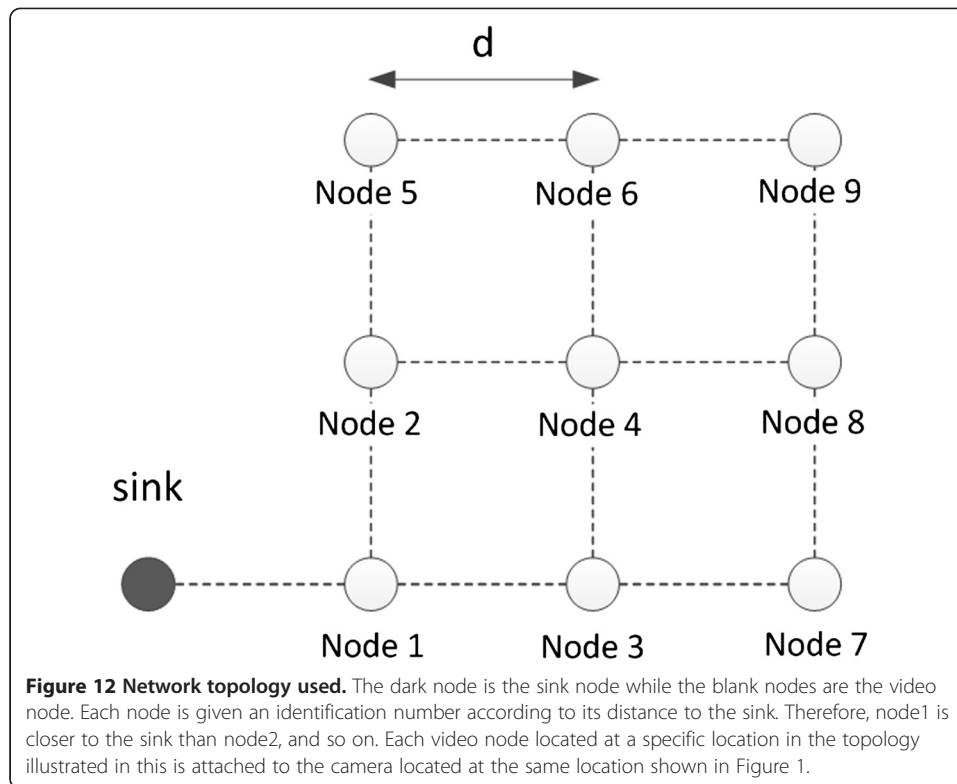 d
Node 5 Node 6 Node 9
Node 2 Node 4 Node 8
sink
Node 1 Node 3 Node 7
Figure 12 Network topology used. The dark node is the sink node while the blank nodes are the video
node. Each node is given an identification number according to its distance to the sink. Therefore, node1 is
closer to the sink than node2, and so on. Each video node located at a specific location in the topology
illustrated in this is attached to the camera located at the same location shown in Figure 1.